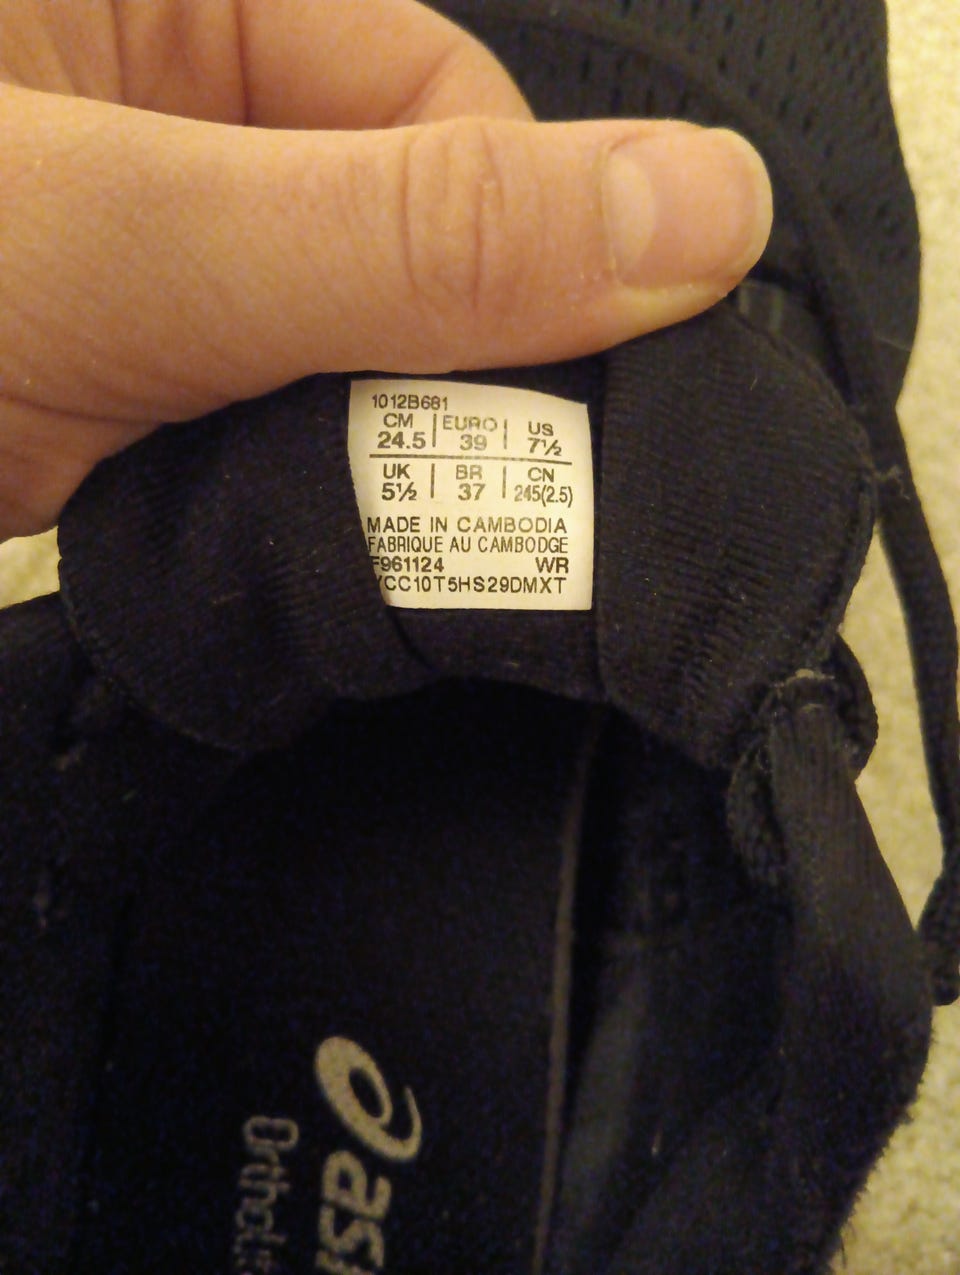 1012B681
CM EURO US
24.5 39 7½
UK BR CN
5½ 37 245(2.5)
MADE IN CAMBODIA
FABRIQUE AU CAMBODGE
F961124 WR
YCC10T5HS29DMXT